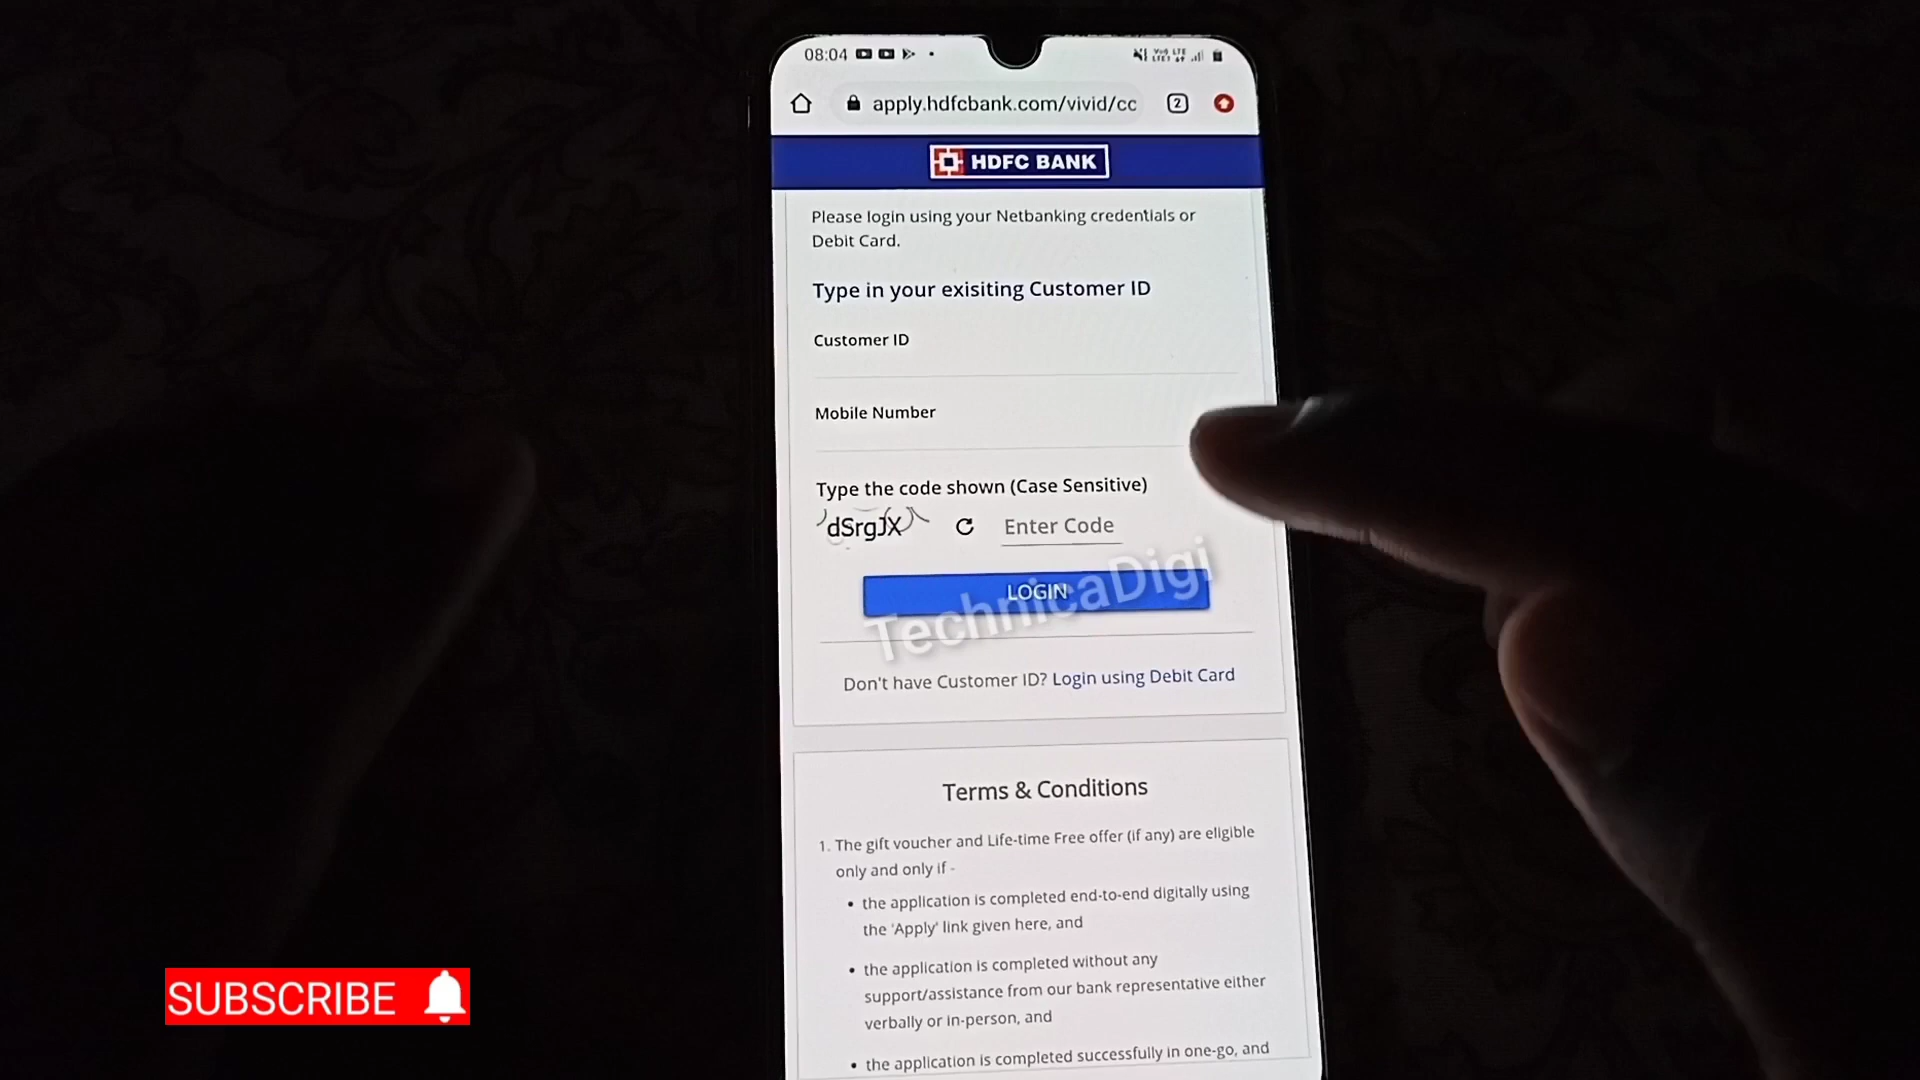 08:04
apply.hdfcbank.com/vivid/cc
2
HDFC BANK
Please login using your Netbanking credentials or
Debit Card.
Type in your exisiting Customer ID
Customer ID
Mobile Number
Type the code shown (Case Sensitive)
dSrgJX
Enter Code
LOGIN
TechnicaDigi
Don't have Customer ID? Login using Debit Card
Terms & Conditions
1. The gift voucher and Life-time Free offer (if any) are eligible
only and only if -
• the application is completed end-to-end digitally using
the 'Apply' link given here, and
• the application is completed without any
support/assistance from our bank representative either
verbally or in-person, and
• the application is completed successfully in one-go, and
SUBSCRIBE